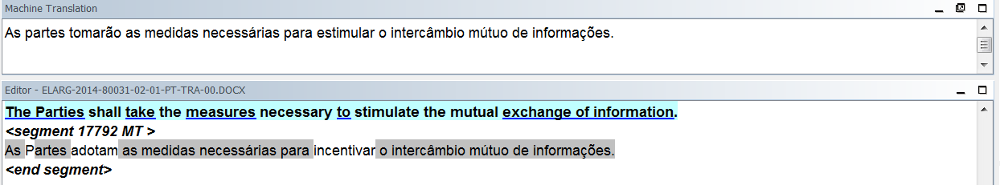 Machine Translation
As partes tomarão as medidas necessárias para estimular o intercâmbio mútuo de informações.
Editor - ELARG-2014-80031-02-01-PT-TRA-00.DOCX
The Parties shall take the measures necessary to stimulate the mutual exchange of information.
<segment 17792 MT >
As Partes adotam as medidas necessárias para incentivar o intercâmbio mútuo de informações.
<end segment>